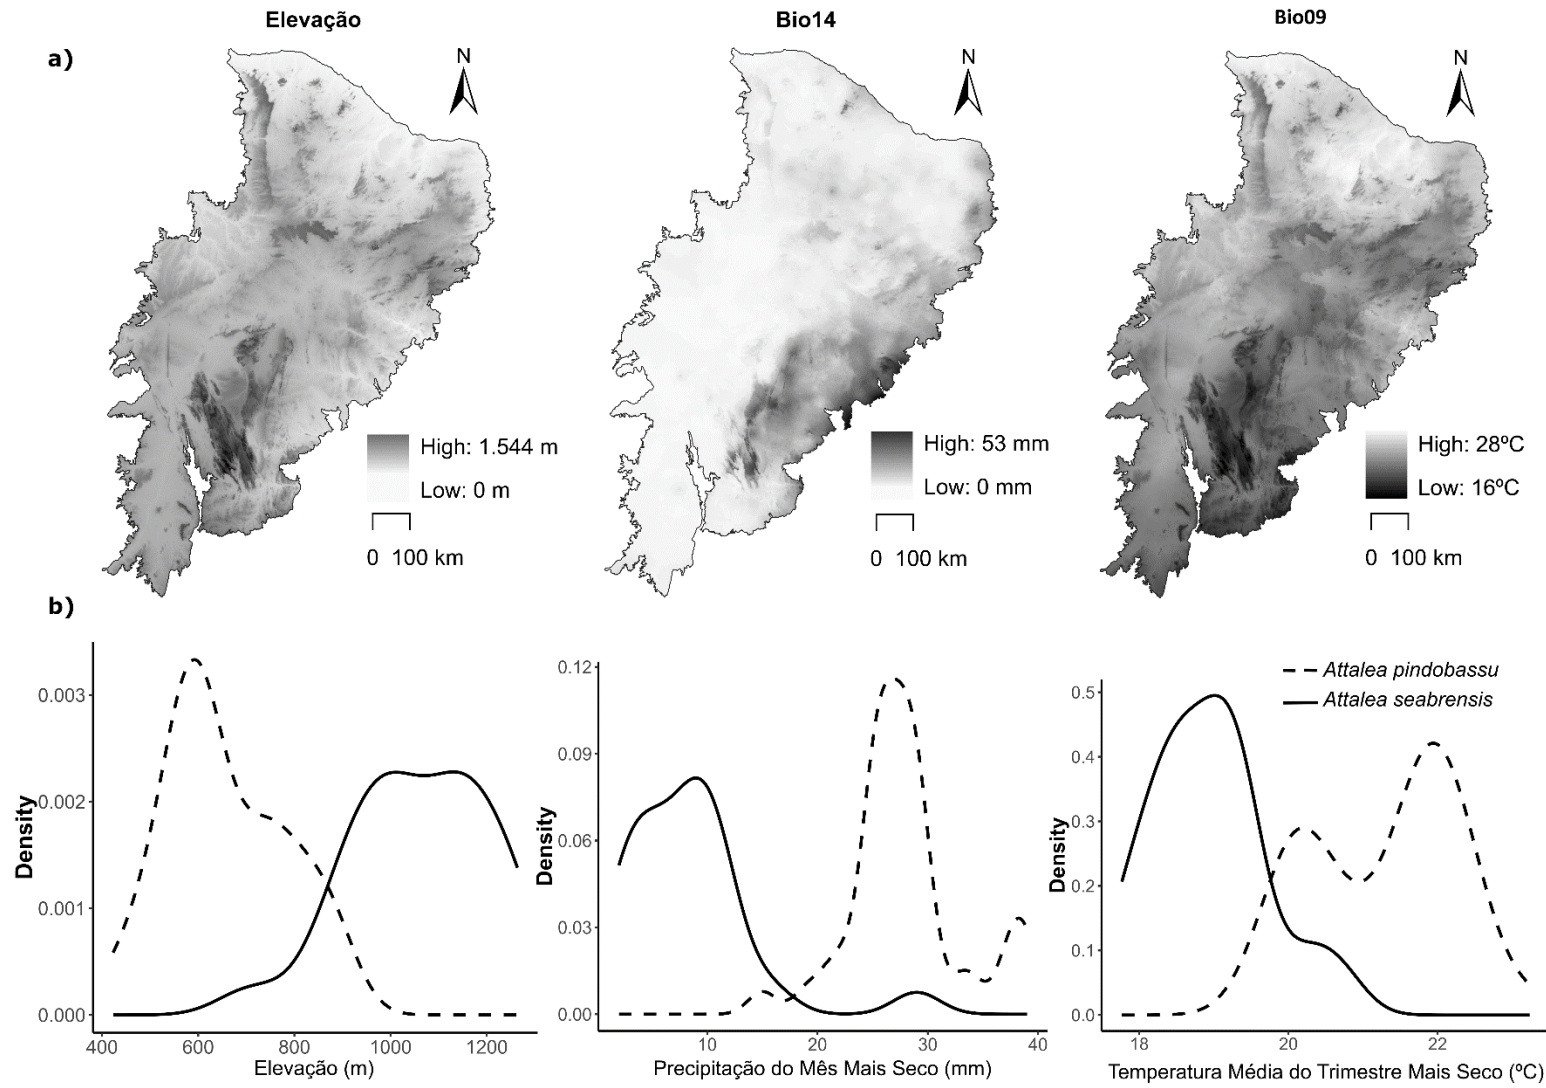 Elevação
Bio14
Bio09
a)
N
N
N
High: 1.544 m
Low: 0 m
0 100 km
High: 53 mm
Low: 0 mm
0 100 km
High: 28ºC
Low: 16ºC
0 100 km
b)
Density
0.003
0.002
0.001
0.000
400 600 800 1000 1200
Elevação (m)
Density
0.12
0.09
0.06
0.03
0.00
10 20 30 40
Precipitação do Mês Mais Seco (mm)
Attalea pindobassu
Attalea seabrensis
Density
0.5
0.4
0.3
0.2
0.1
0.0
18 20 22
Temperatura Média do Trimestre Mais Seco (ºC)